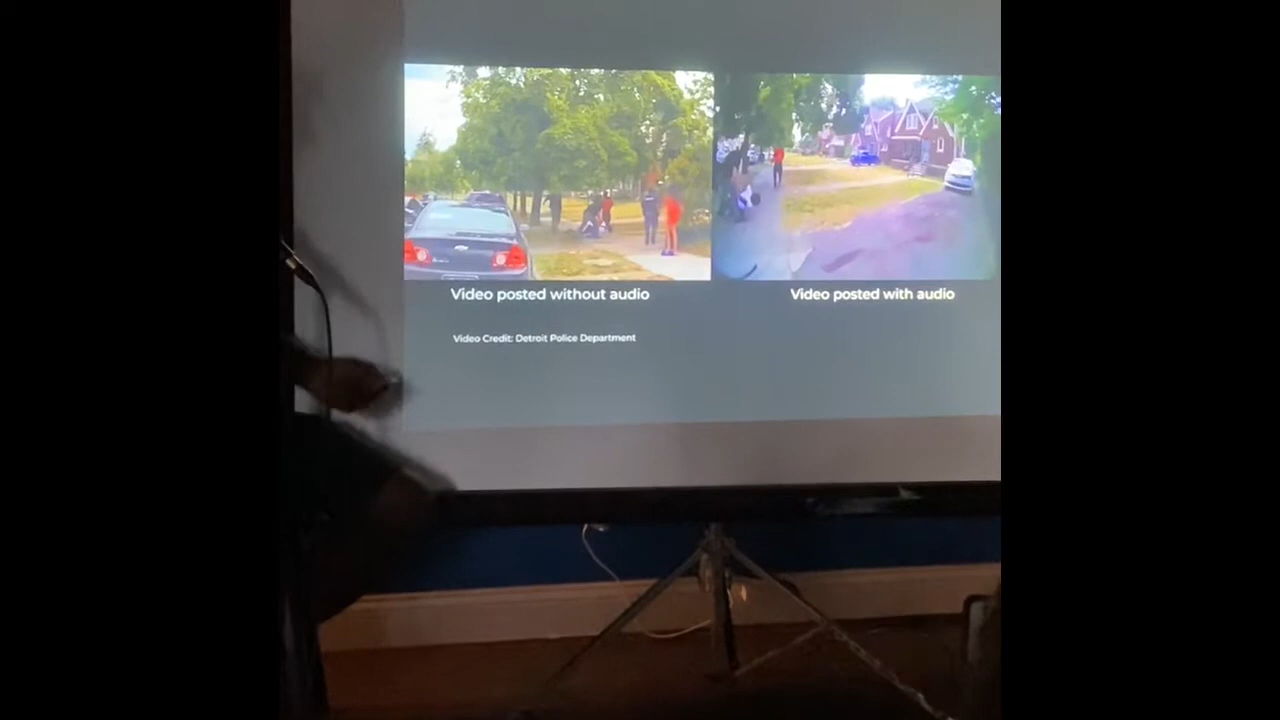 Video posted without audio
Video posted with audio
Video Credit: Detroit Police Department